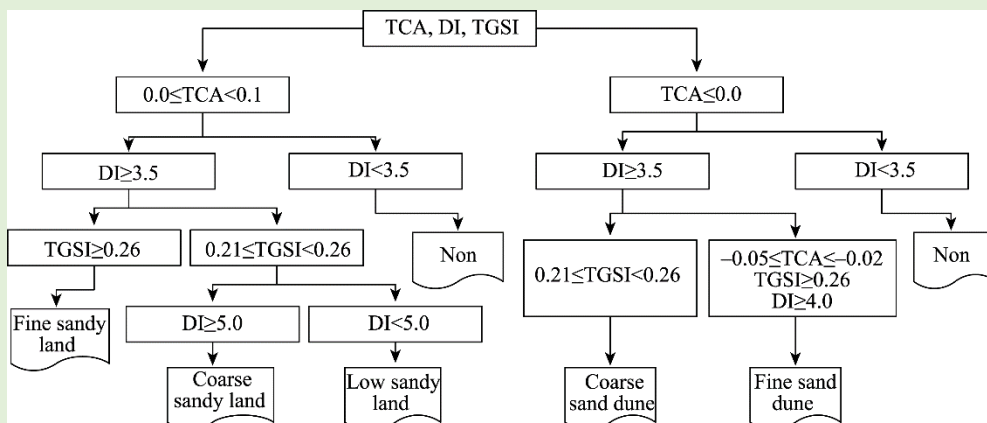 TCA, DI, TGSI
0.0≤TCA<0.1
TCA≤0.0
DI≥3.5
DI<3.5
DI≥3.5
DI<3.5
TGSI≥0.26
0.21≤TGSI<0.26
Non
0.21≤TGSI<0.26
−0.05≤TCA≤−0.02
TGSI≥0.26
DI≥4.0
Non
Fine sandy
land
DI≥5.0
DI<5.0
Coarse
sandy land
Low sandy
land
Coarse
sand dune
Fine sand
dune